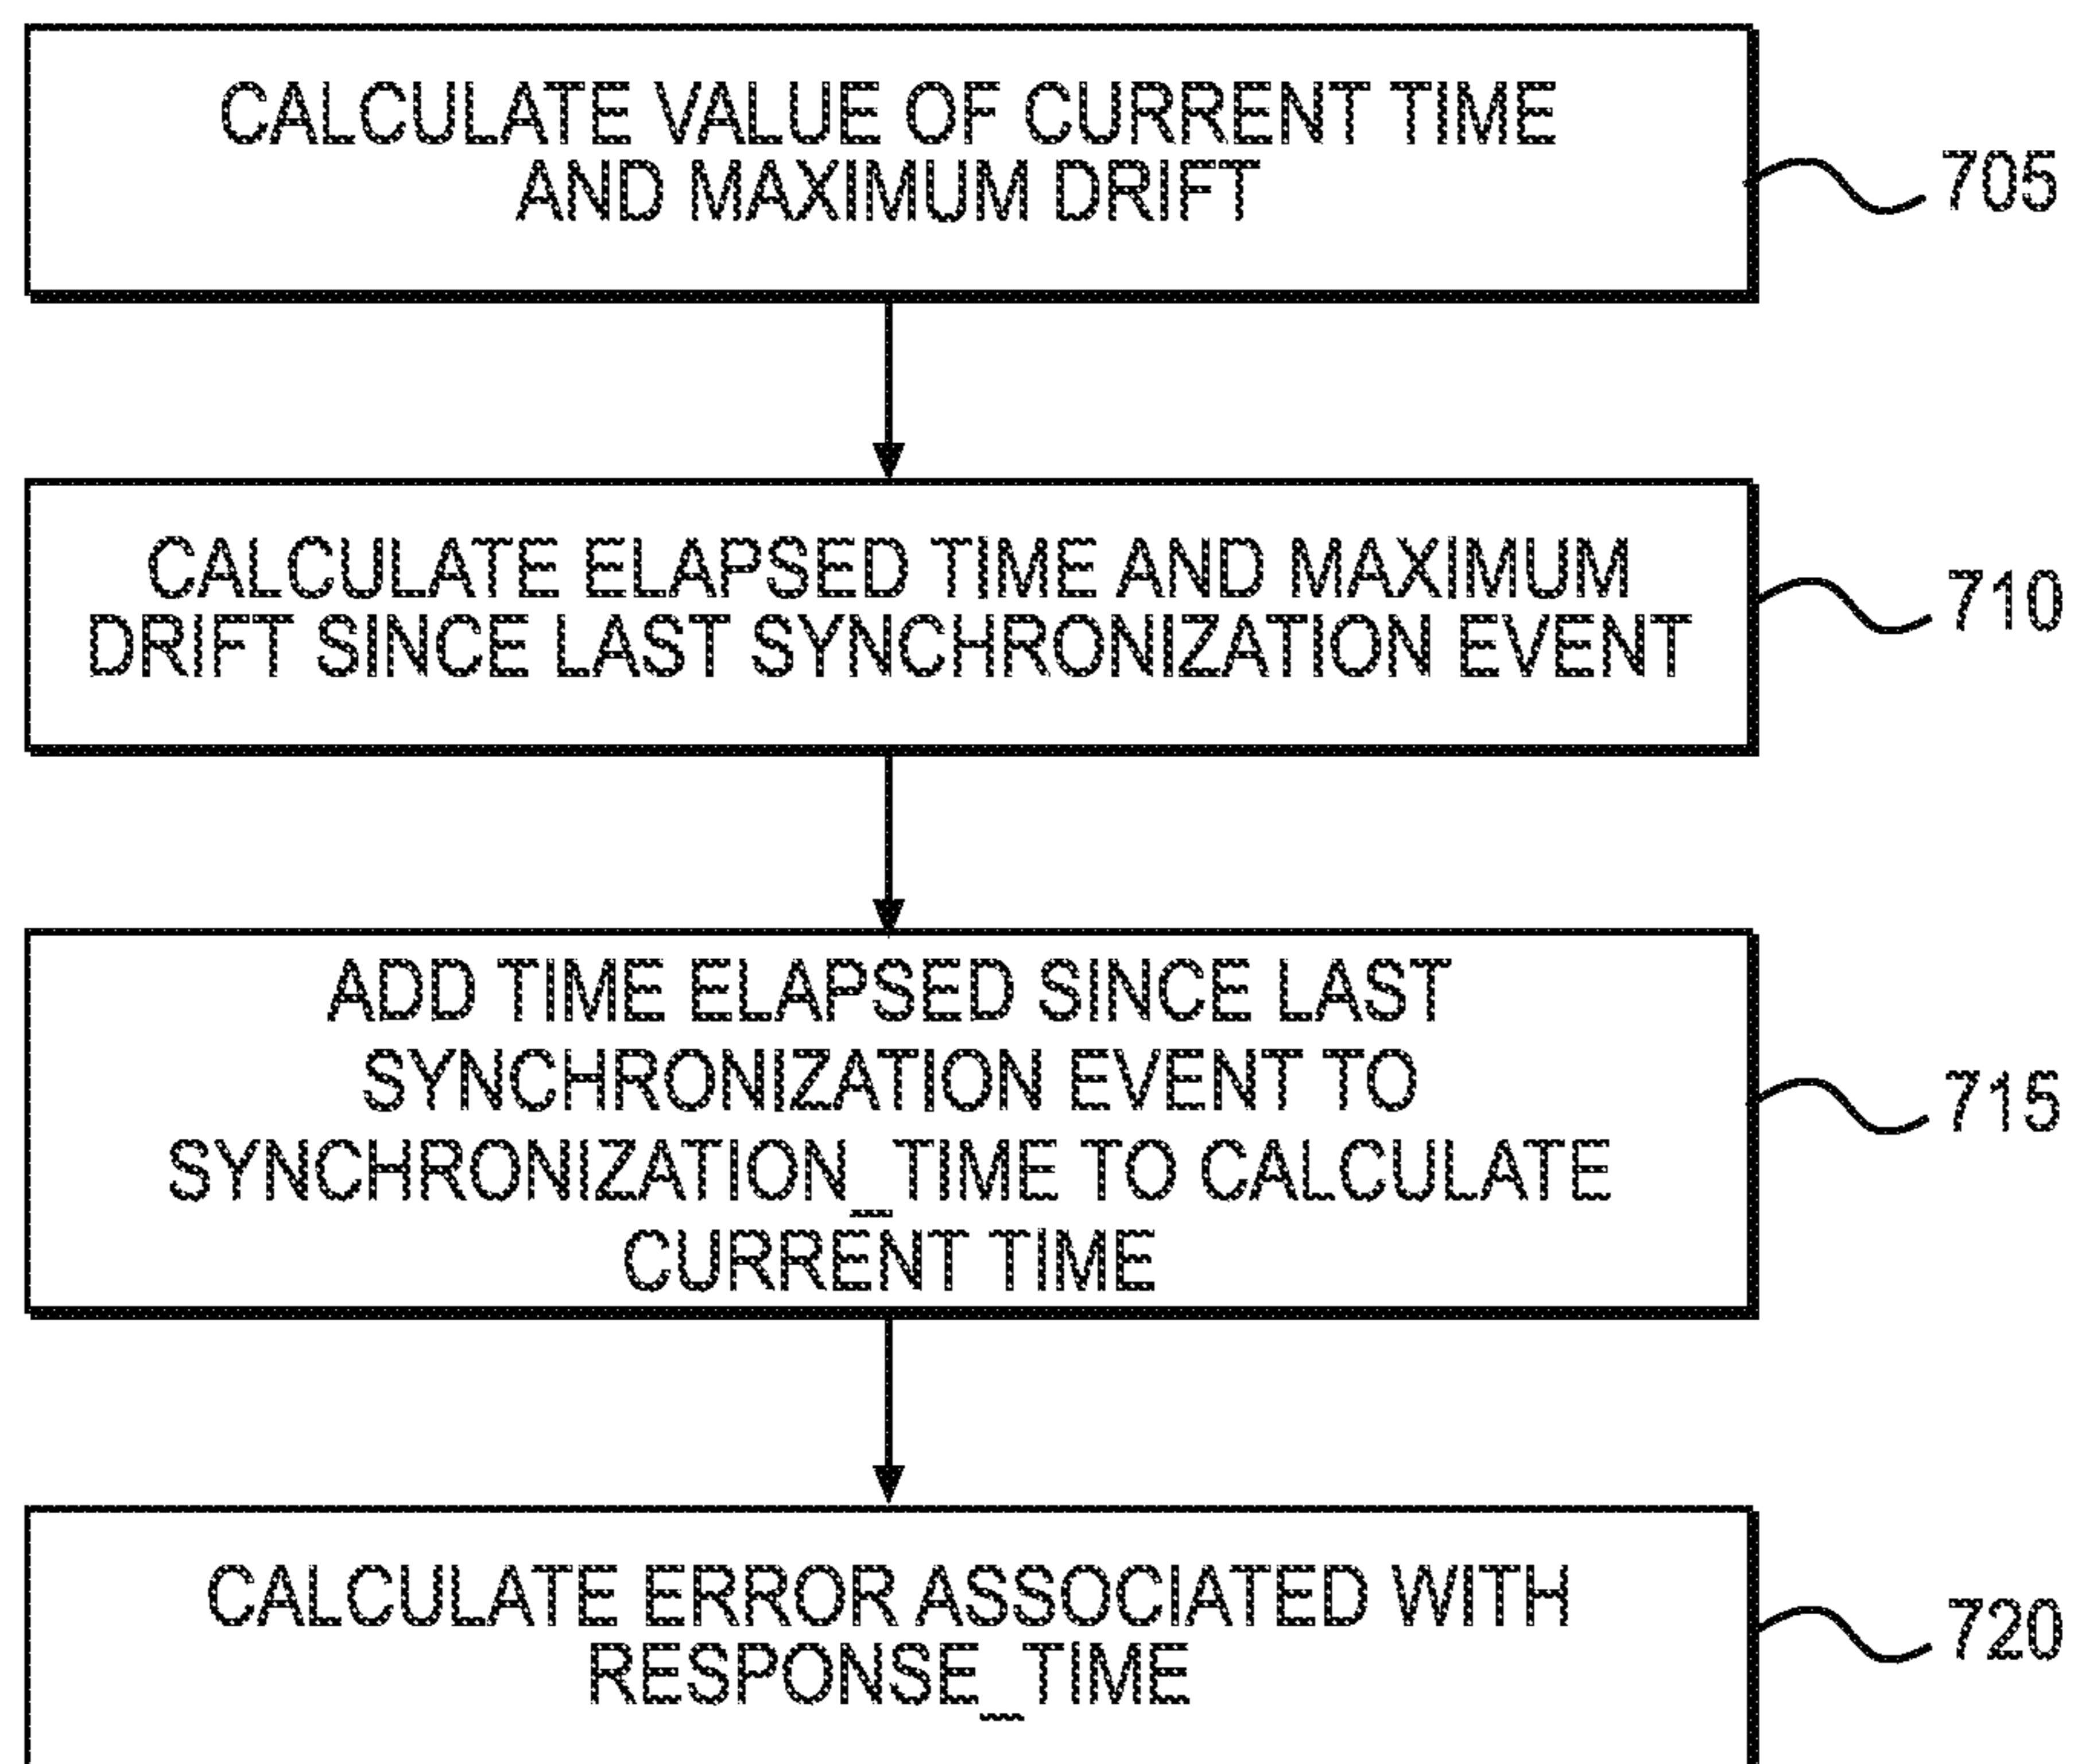 CALCULATE VALUE OF CURRENT TIME
AND MAXIMUM DRIFT
705
CALCULATE ELAPSED TIME AND MAXIMUM
DRIFT SINCE LAST SYNCHRONIZATION EVENT
710
ADD TIME ELAPSED SINCE LAST
SYNCHRONIZATION EVENT TO
SYNCHRONIZATION_TIME TO CALCULATE
CURRENT TIME
715
CALCULATE ERROR ASSOCIATED WITH
RESPONSE_TIME
720